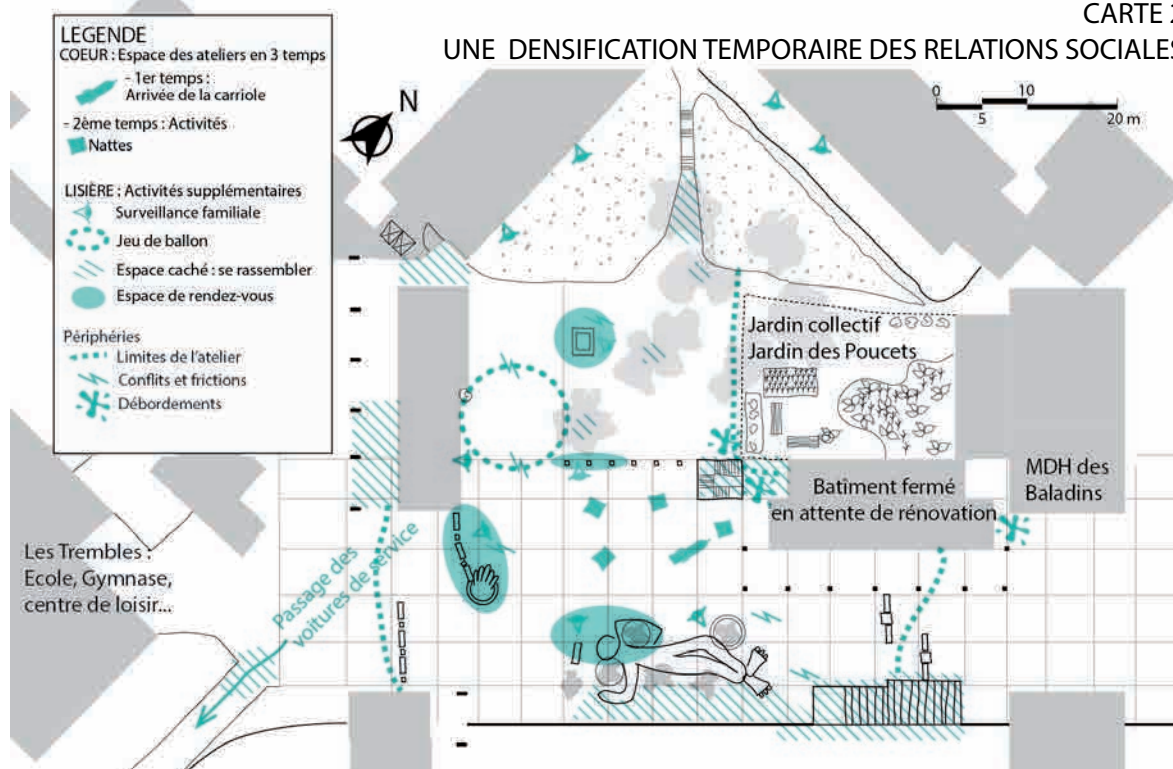 CARTE 2
UNE DENSIFICATION TEMPORAIRE DES RELATIONS SOCIALES
LEGENDE
COEUR : Espace des ateliers en 3 temps
- 1er temps :
Arrivée de la carriole
- 2ème temps : Activités
Nattes
LISIÈRE : Activités supplémentaires
Surveillance familiale
Jeu de ballon
Espace caché : se rassembler
Espace de rendez-vous
Périphéries
Limites de l'atelier
Conflits et frictions
Débordements
N
0 10
5 20 m
Jardin collectif
Jardin des Poucets
MDH des
Baladins
Batîment fermé
en attente de rénovation
Les Trembles :
Ecole, Gymnase,
centre de loisir...
Passage des
voitures de service